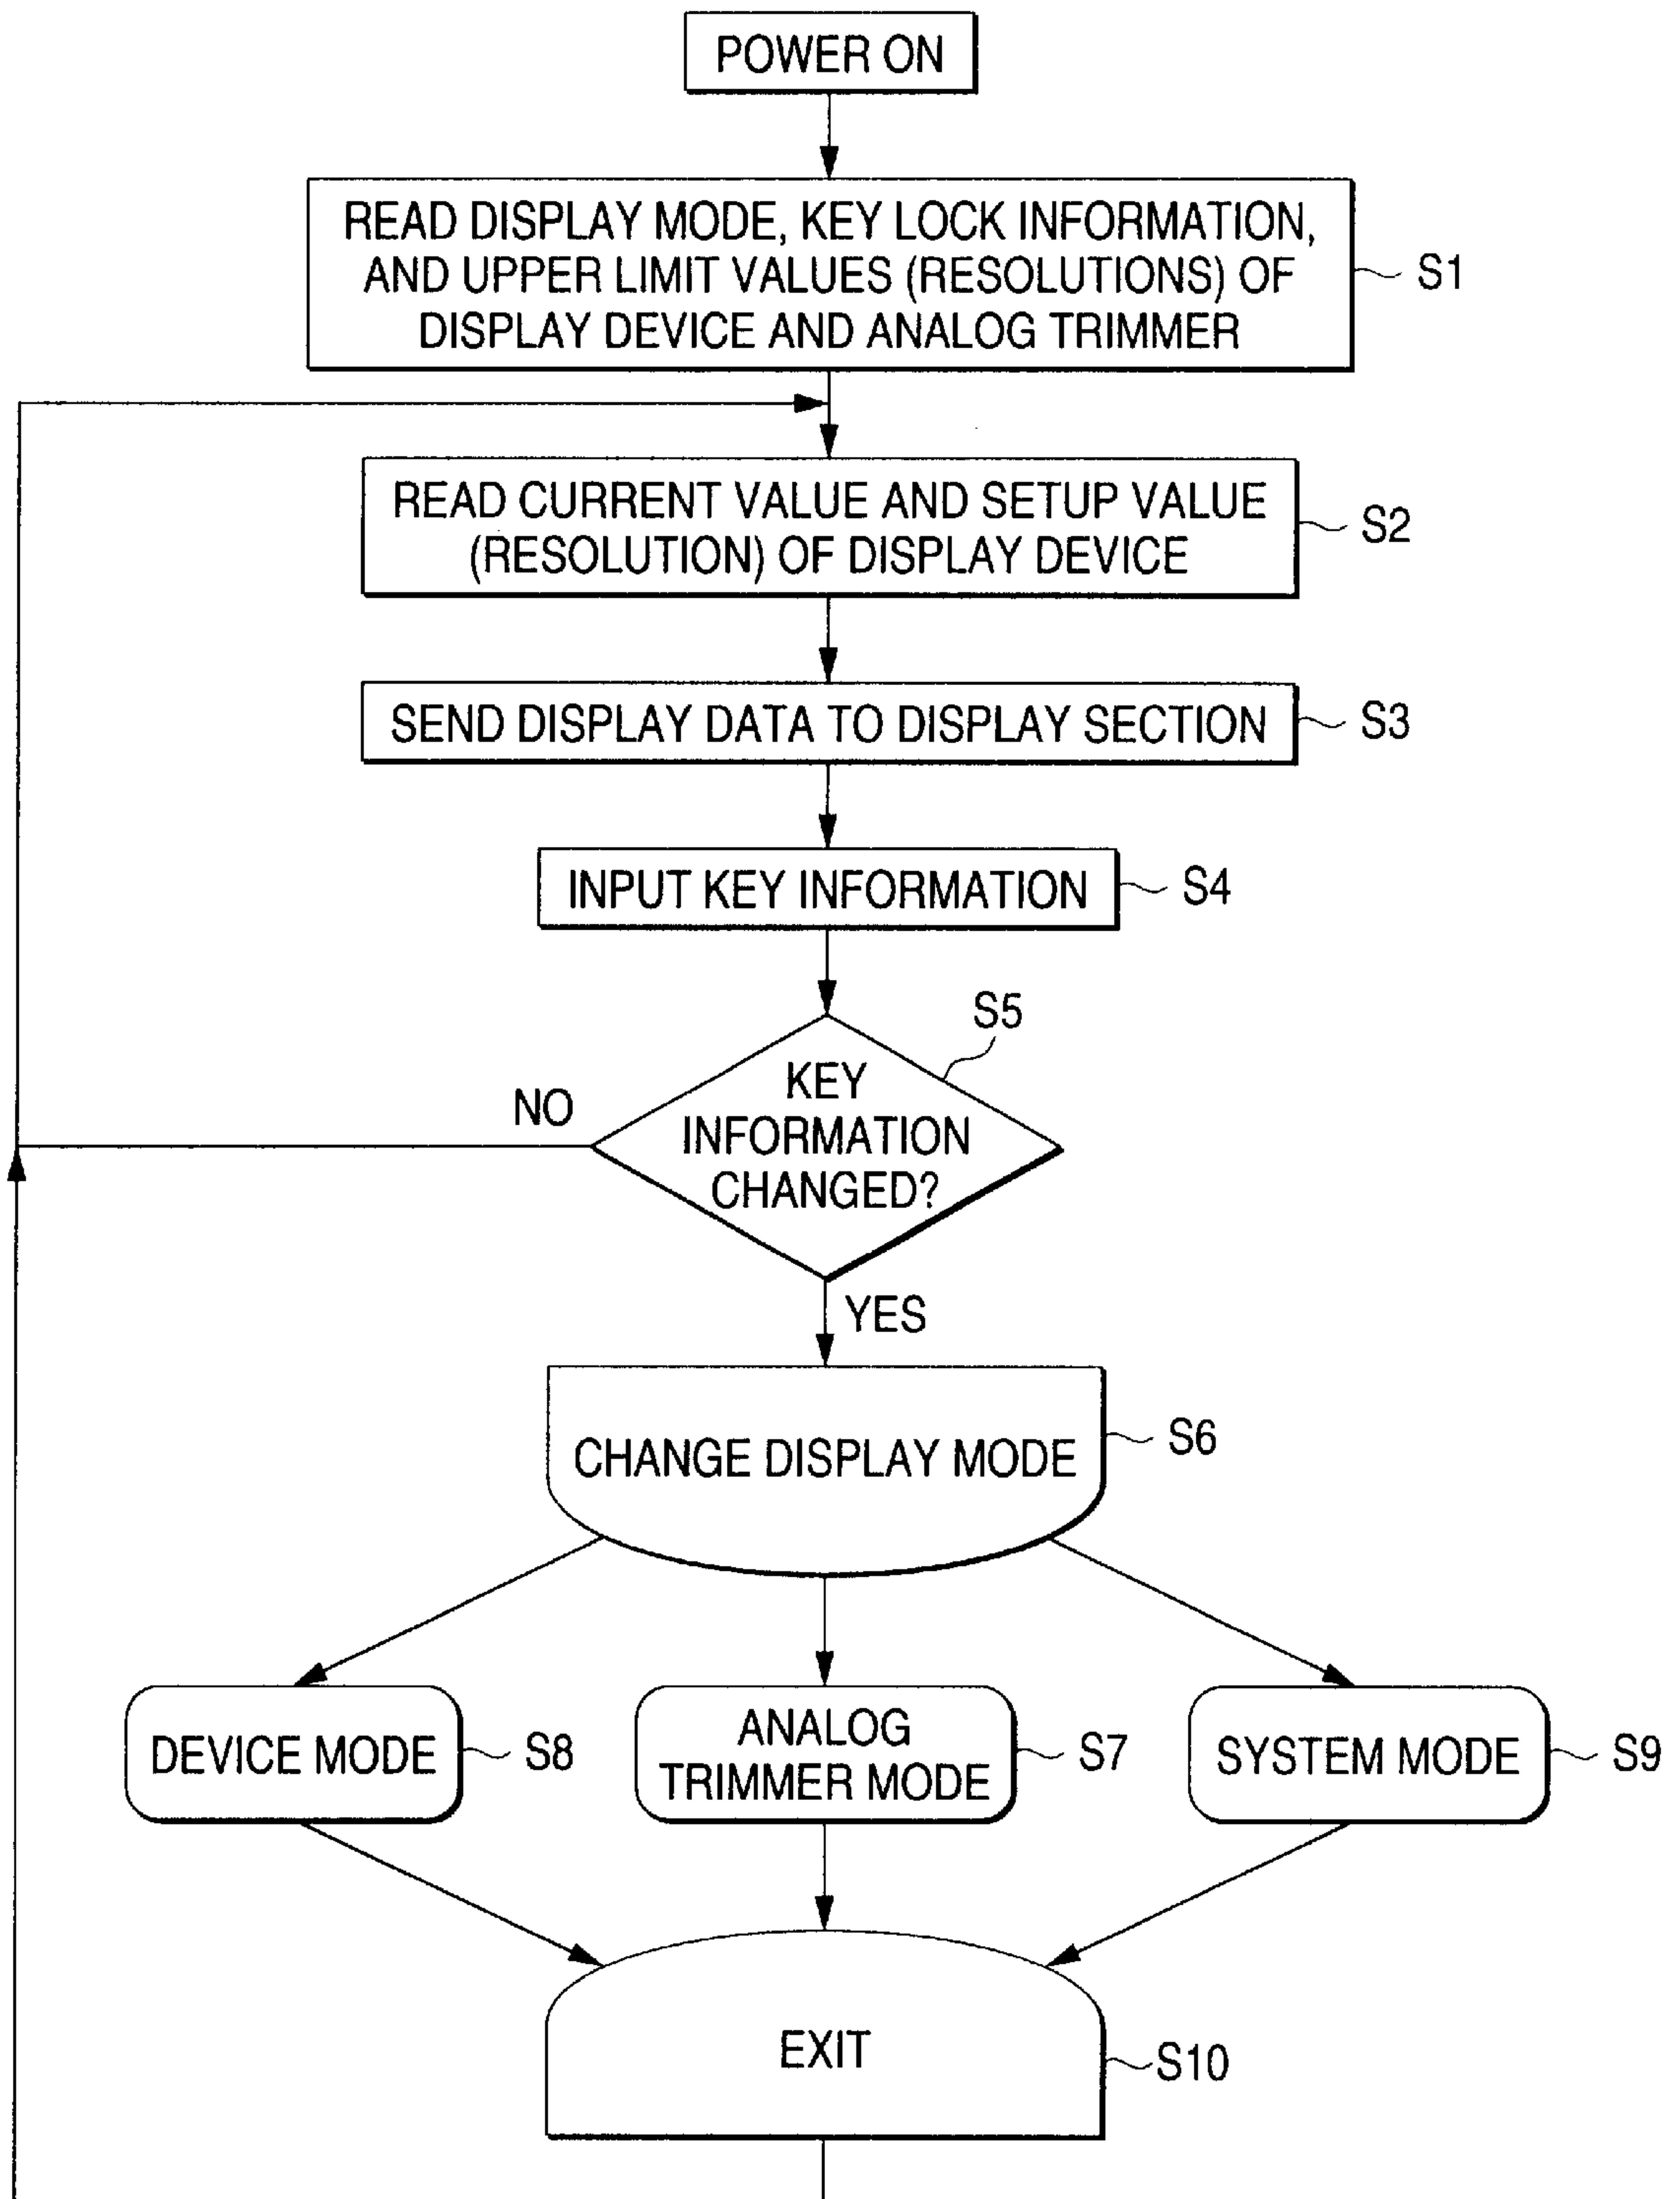 POWER ON
READ DISPLAY MODE, KEY LOCK INFORMATION,
AND UPPER LIMIT VALUES (RESOLUTIONS) OF
DISPLAY DEVICE AND ANALOG TRIMMER
S1
READ CURRENT VALUE AND SETUP VALUE
(RESOLUTION) OF DISPLAY DEVICE
S2
SEND DISPLAY DATA TO DISPLAY SECTION
S3
INPUT KEY INFORMATION
S4
S5
KEY
INFORMATION
CHANGED?
NO
YES
CHANGE DISPLAY MODE
S6
DEVICE MODE
S8
ANALOG
TRIMMER MODE
S7
SYSTEM MODE
S9
EXIT
S10